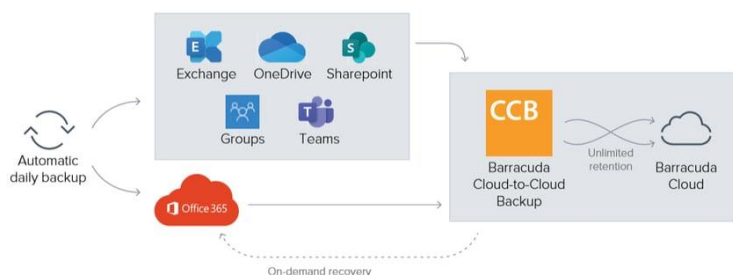 Exchange
OneDrive
Sharepoint
Groups
Teams
Automatic
daily backup
Office 365
CCB
Barracuda
Cloud-to-Cloud
Backup
Unlimited
retention
Barracuda
Cloud
On-demand recovery
E
S
T